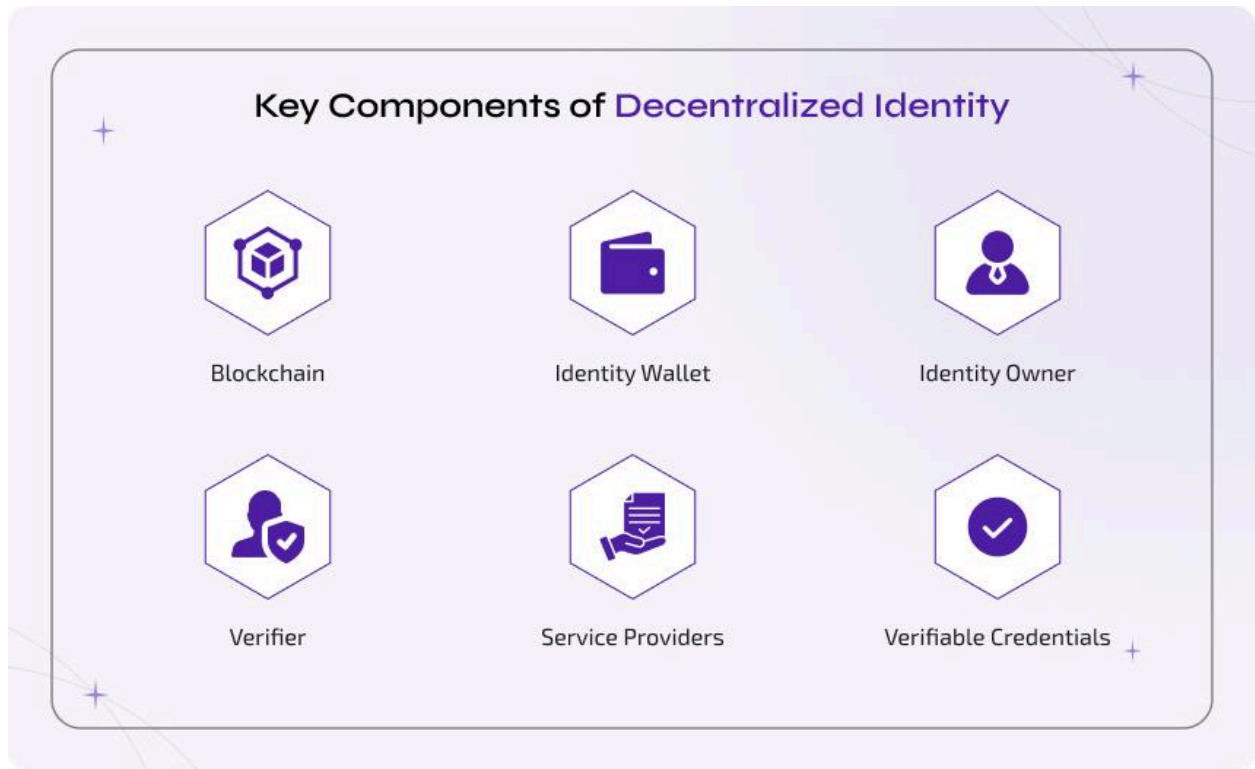 Key Components of Decentralized Identity
Blockchain
Identity Wallet
Identity Owner
Verifier
Service Providers
Verifiable Credentials